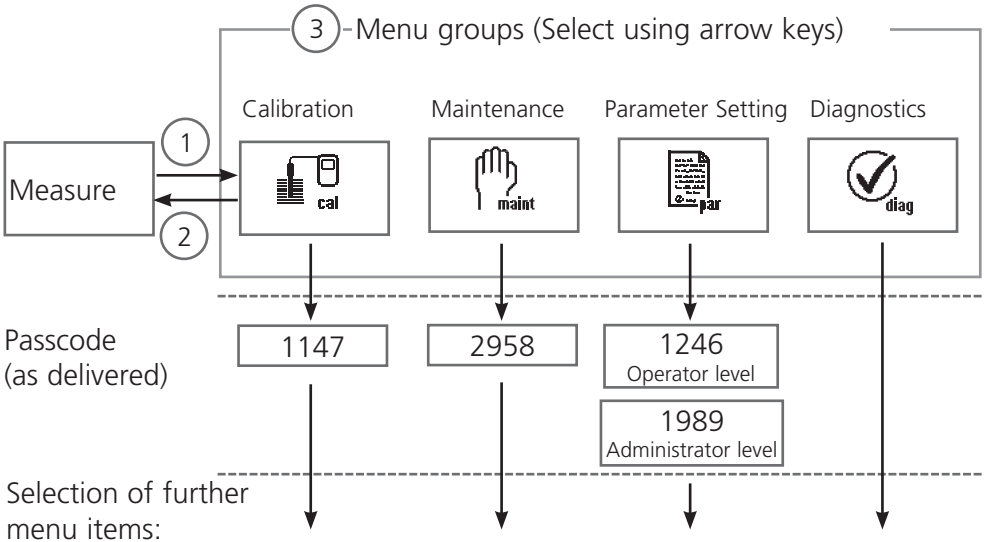 3 Menu groups (Select using arrow keys)
Calibration Maintenance Parameter Setting Diagnostics
1
Measure
cal maint par diag
2
Passcode
(as delivered)
1147 2958 1246
Operator level
1989
Administrator level
Selection of further
menu items: